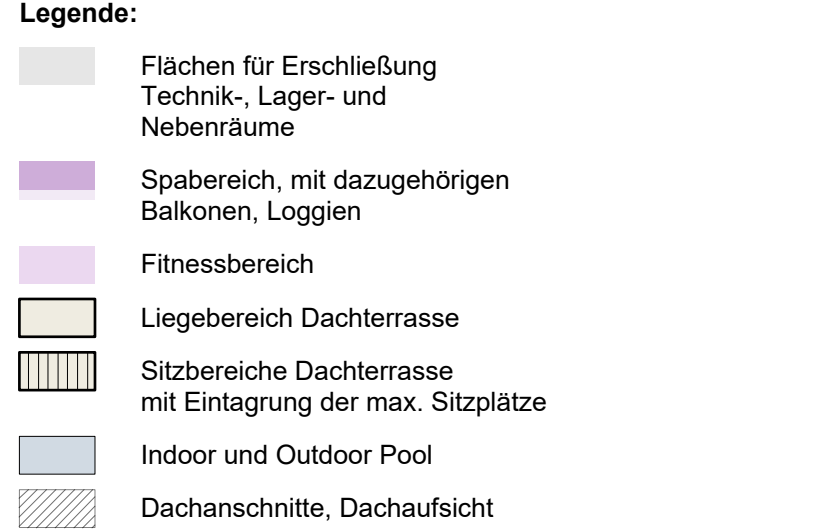 Legende:
Flächen für Erschließung
Technik-, Lager- und
Nebenräume
Spabereich, mit dazugehörigen
Balkonen, Loggien
Fitnessbereich
Liegebereich Dachterrasse
Sitzbereiche Dachterrasse
mit Eintagrung der max. Sitzplätze
Indoor und Outdoor Pool
Dachanschnitte, Dachaufsicht